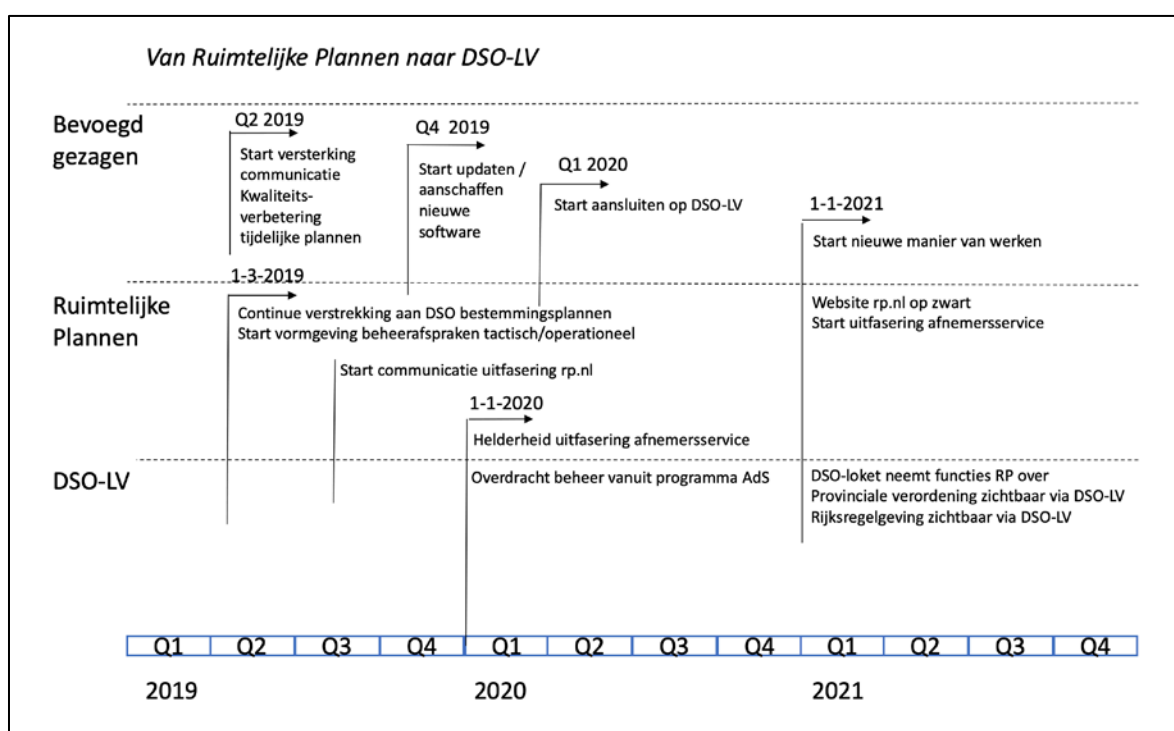 Van Ruimtelijke Plannen naar DSO-LV
Bevoegd
gezagen
Q2 2019
Start versterking
communicatie
Kwaliteits-
verbetering
tijdelijke plannen
Q4 2019
Start updaten /
aanschaffen
nieuwe
software
Q1 2020
Start aansluiten op DSO-LV
1-1-2021
Start nieuwe manier van werken
Ruimtelijke
Plannen
1-3-2019
Continue verstrekking aan DSO bestemmingsplannen
Start vormgeving beheerafspraken tactisch/operationeel
Start communicatie uitfasering rp.nl
1-1-2020
Helderheid uitfasering afnemersservice
Website rp.nl op zwart
Start uitfasering afnemersservice
DSO-LV
Overdracht beheer vanuit programma AdS
DSO-loket neemt functies RP over
Provinciale verordening zichtbaar via DSO-LV
Rijksregelgeving zichtbaar via DSO-LV
Q1 Q2 Q3 Q4 Q1 Q2 Q3 Q4 Q1 Q2 Q3 Q4
2019 2020 2021